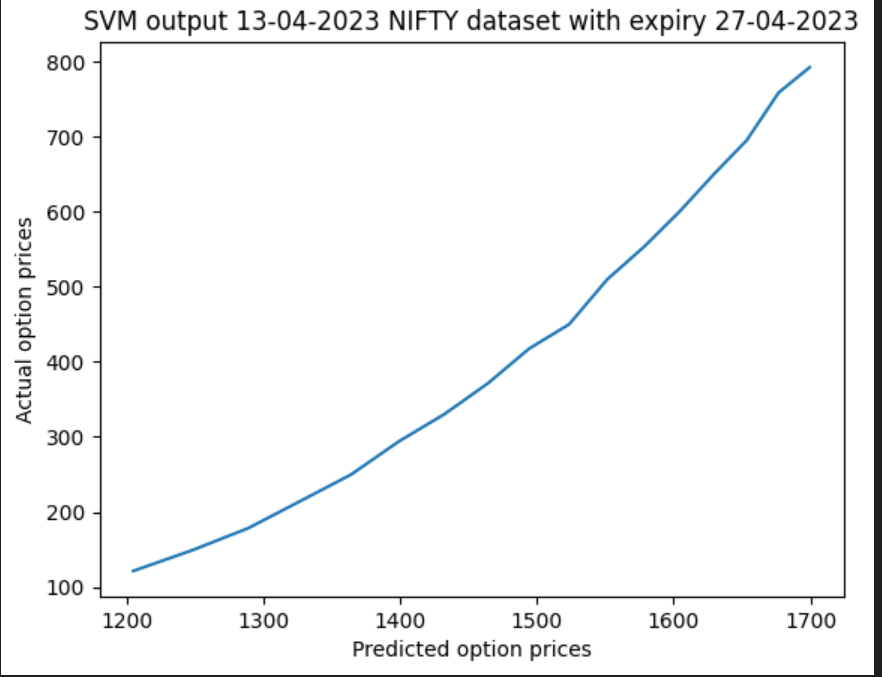 SVM output 13-04-2023 NIFTY dataset with expiry 27-04-2023
800
700
600
500
400
300
200
100
Actual option prices
1200 1300 1400 1500 1600 1700
Predicted option prices